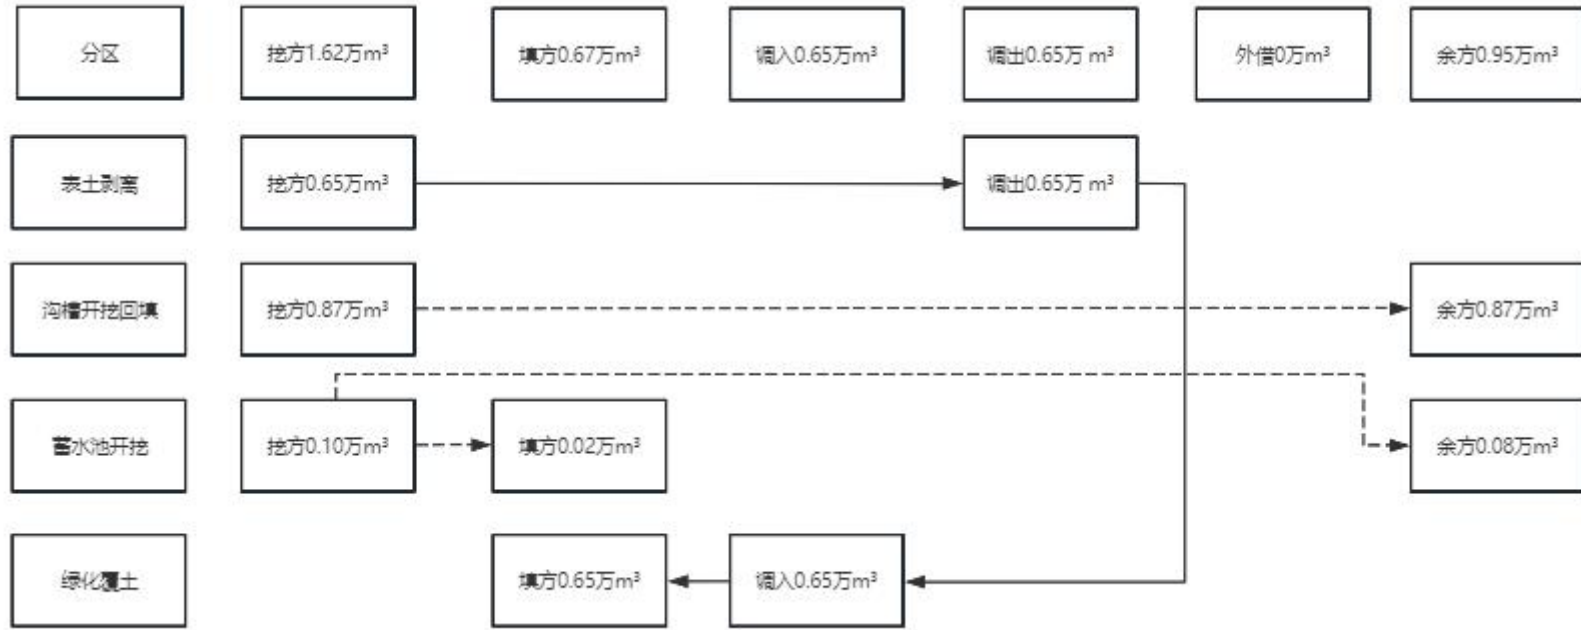 分区
挖方1.62万m³
填方0.67万m³
调入0.65万m³
调出0.65万 m³
外借0万m³
余方0.95万m³
表土剥离
挖方0.65万m³
调出0.65万 m³
沟槽开挖回填
挖方0.87万m³
余方0.87万m³
蓄水池开挖
挖方0.10万m³
填方0.02万m³
余方0.08万m³
绿化覆土
填方0.65万m³
调入0.65万m³